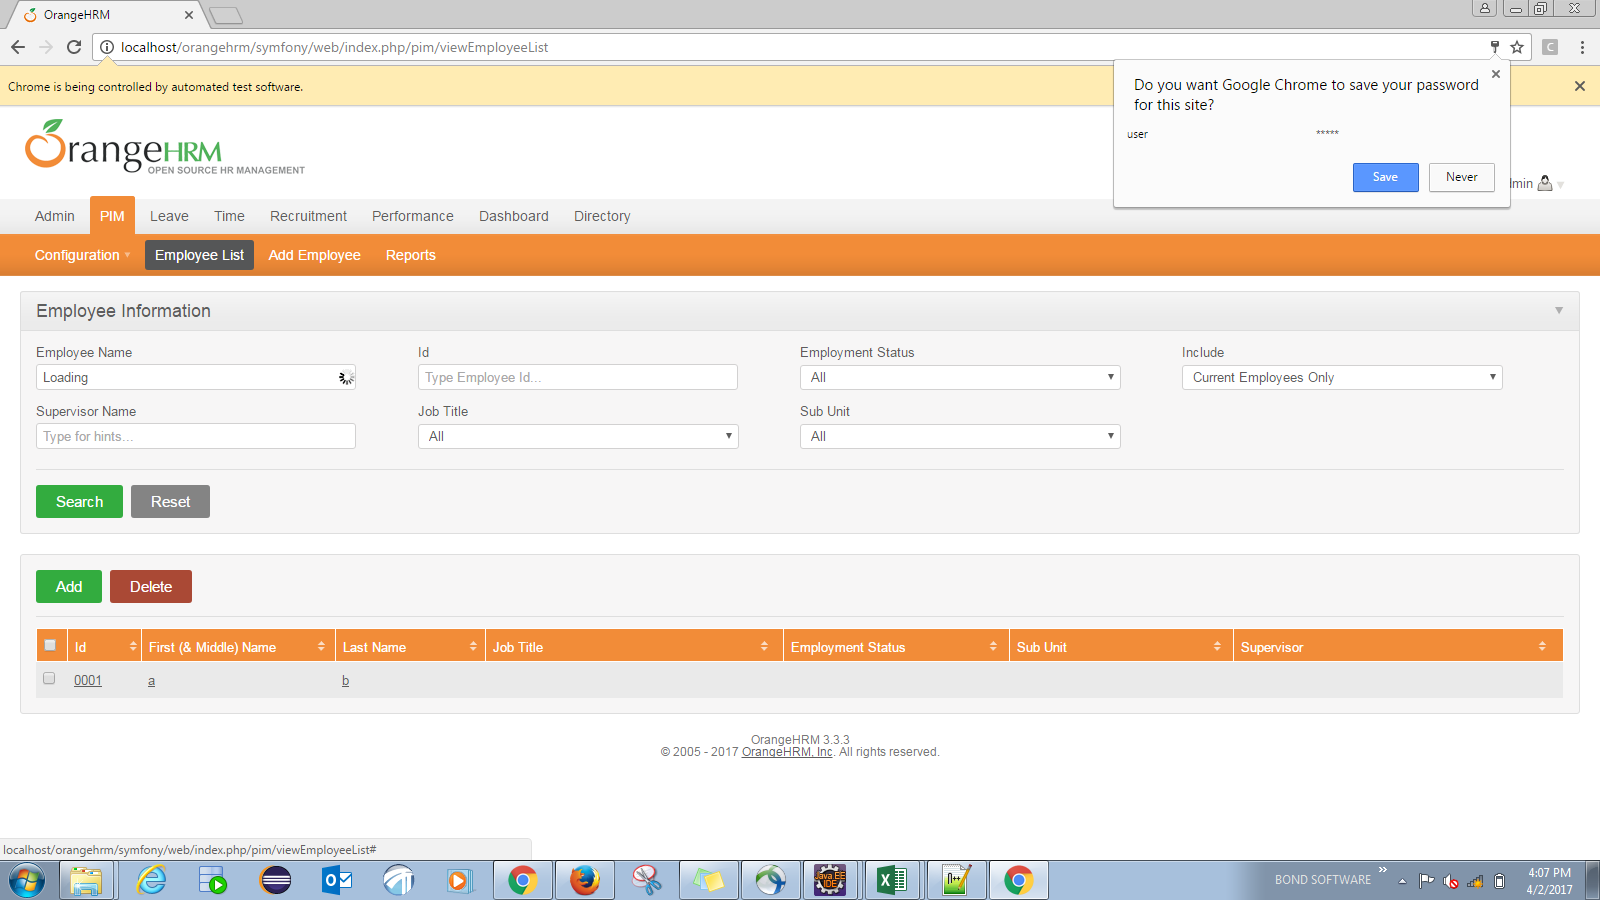 OrangeHRM
localhost/orangehrm/symfony/web/index.php/pim/viewEmployeeList
C
Chrome is being controlled by automated test software.
Do you want Google Chrome to save your password
for this site?
user *****
Save Never
OrangeHRM
OPEN SOURCE HR MANAGEMENT
min
Admin PIM Leave Time Recruitment Performance Dashboard Directory
Configuration Employee List Add Employee Reports
Employee Information
Employee Name Id Employment Status Include
Loading Type Employee Id... All Current Employees Only
Supervisor Name Job Title Sub Unit
Type for hints... All All
Search Reset
Add Delete
Id First (& Middle) Name Last Name Job Title Employment Status Sub Unit Supervisor
0001 a b
OrangeHRM 3.3.3
© 2005 - 2017 OrangeHRM, Inc. All rights reserved.
localhost/orangehrm/symfony/web/index.php/pim/viewEmployeeList#
Java EE
IDE
BOND SOFTWARE
4:07 PM
4/2/2017